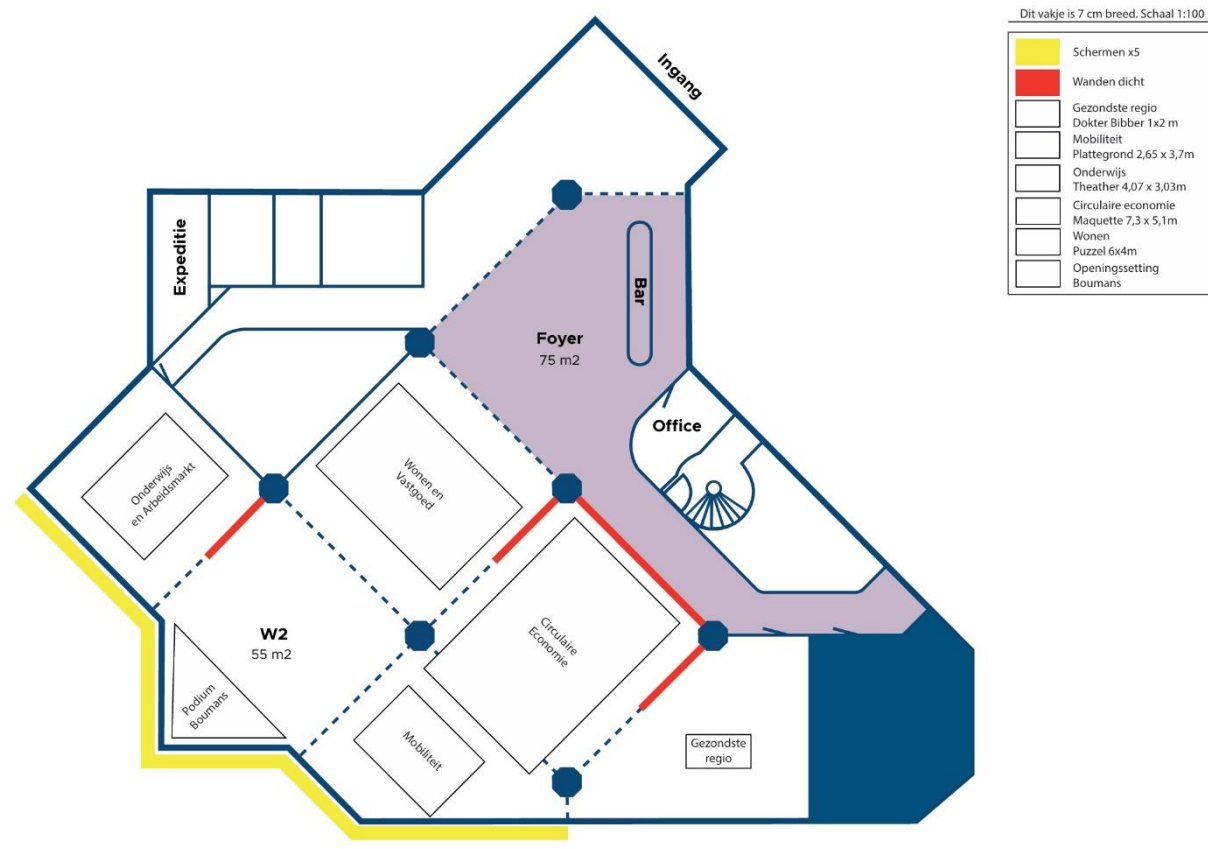 Dit vakje is 7 cm breed. Schaal 1:100
Schermen x5
Wanden dicht
Gezondste regio
Dokter Bibber 1x2 m
Mobiliteit
Plattegrond 2,65 x 3,7m
Onderwijs
Theather 4,07 x 3,03m
Circulaire economie
Maquette 7,3 x 5,1m
Wonen
Puzzel 6x4m
Openingssetting
Boumans
Ingang
Expeditie
Bar
Foyer
75 m2
Office
Onderwijs
en Arbeidsmarkt
Wonen en
Vastgoed
W2
55 m2
Circulaire
Economie
Podium
Boumans
Mobiliteit
Gezondste
regio